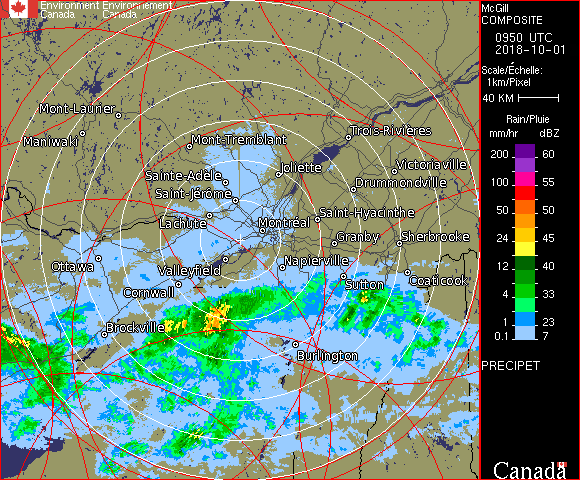 Environment Environnement
Canada Canada
McGill
COMPOSITE
0950 UTC
2018-10-01
Scale/Échelle:
1km/Pixel
40 KM
Rain/Pluie
mm/hr dBZ
200 60
100 55
50 50
24 45
12 40
4 33
1 23
0.1 7
PRECIPET
Canada
Mont-Laurier
Maniwaki
Mont-Tremblant
Trois-Rivières
Sainte-Adèle
Joliette
Victoriaville
Saint-Jérôme
Drummondville
Lachute
Montréal
Saint-Hyacinthe
Granby
Sherbrooke
Ottawa
Valleyfield
Napierville
Cornwall
Sutton
Coaticook
Brockville
Burlington